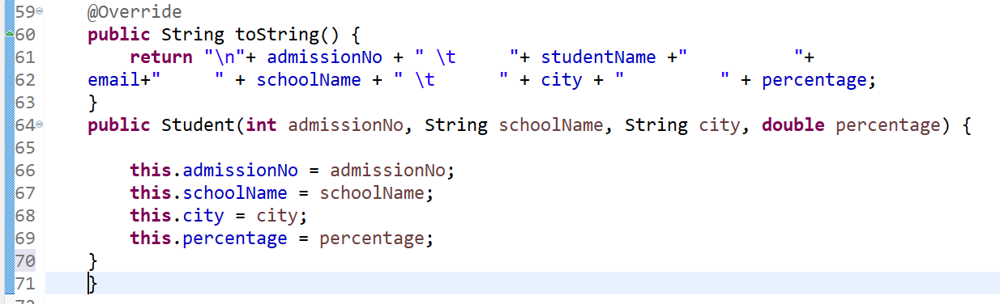 59 @Override
60 public String toString() {
61 return "\n"+ admissionNo + " \t     "+ studentName +"          "+
62 email+"     " + schoolName + " \t      " + city + "         " + percentage;
63 }
64 public Student(int admissionNo, String schoolName, String city, double percentage) {
65
66 this.admissionNo = admissionNo;
67 this.schoolName = schoolName;
68 this.city = city;
69 this.percentage = percentage;
70 }
71 }